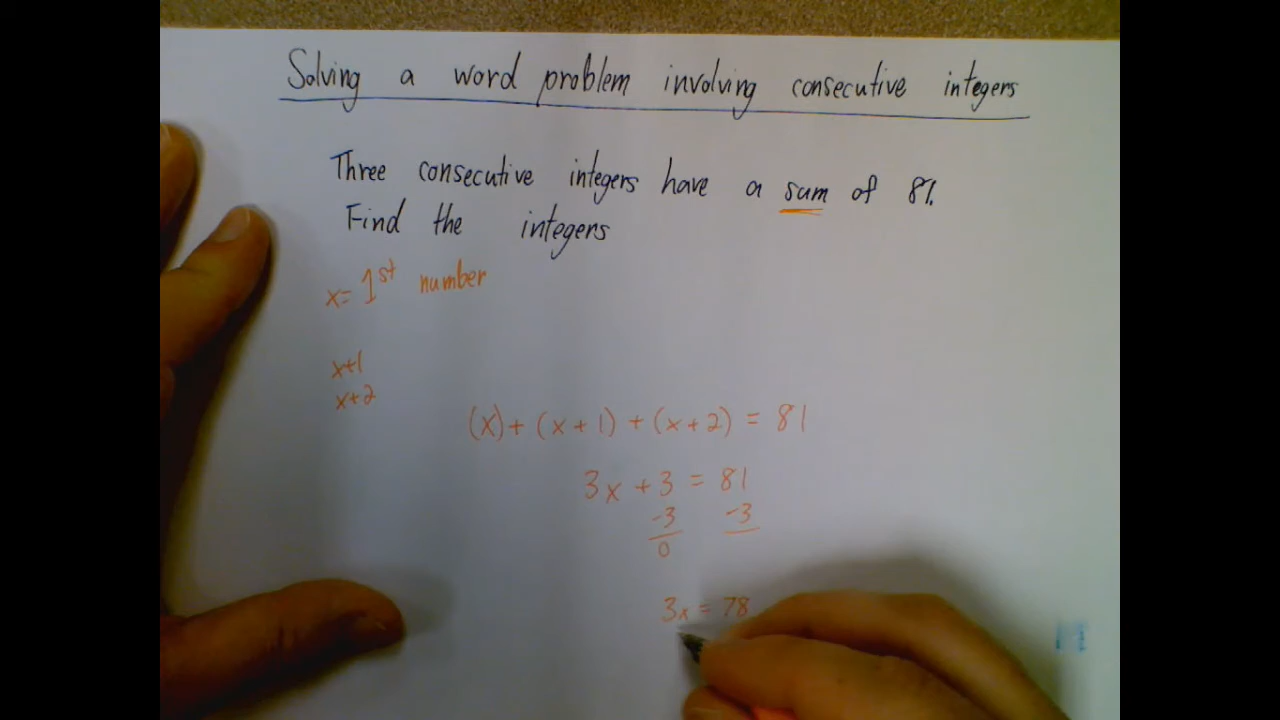 Solving a word problem involving consecutive integers
Three consecutive integers have a sum of 81.
Find the integers
x = 1st number
x+1
x+2
(x) + (x + 1) + (x + 2) = 81
3x + 3 = 81
-3 -3
0
3x = 78